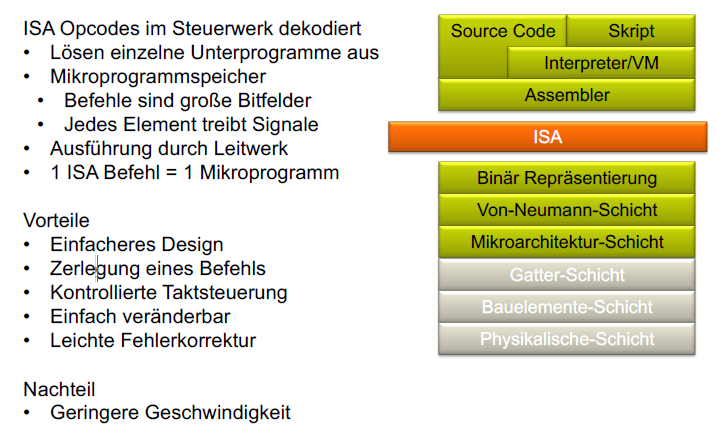 ISA Opcodes im Steuerwerk dekodiert
• Lösen einzelne Unterprogramme aus
• Mikroprogrammspeicher
• Befehle sind große Bitfelder
• Jedes Element treibt Signale
• Ausführung durch Leitwerk
• 1 ISA Befehl = 1 Mikroprogramm
Vorteile
• Einfacheres Design
• Zerlegung eines Befehls
• Kontrollierte Taktsteuerung
• Einfach veränderbar
• Leichte Fehlerkorrektur
Nachteil
• Geringere Geschwindigkeit
Source Code
Skript
Interpreter/VM
Assembler
ISA
Binär Repräsentierung
Von-Neumann-Schicht
Mikroarchitektur-Schicht
Gatter-Schicht
Bauelemente-Schicht
Physikalische-Schicht